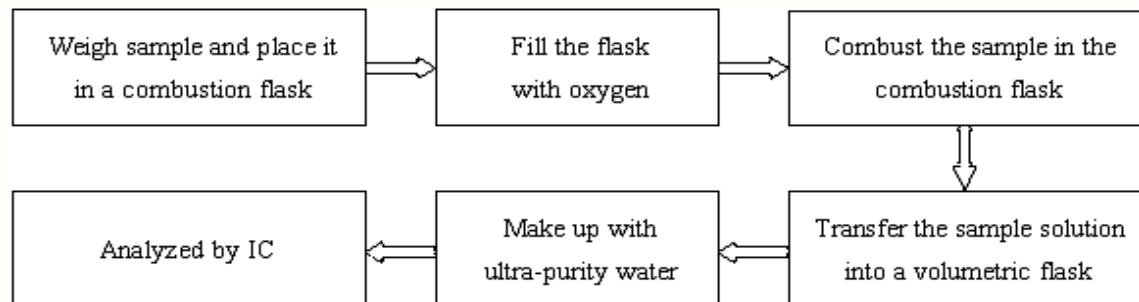 Weigh sample and place it
in a combustion flask
Fill the flask
with oxygen
Combust the sample in the
combustion flask
Transfer the sample solution
into a volumetric flask
Make up with
ultra-purity water
Analyzed by IC